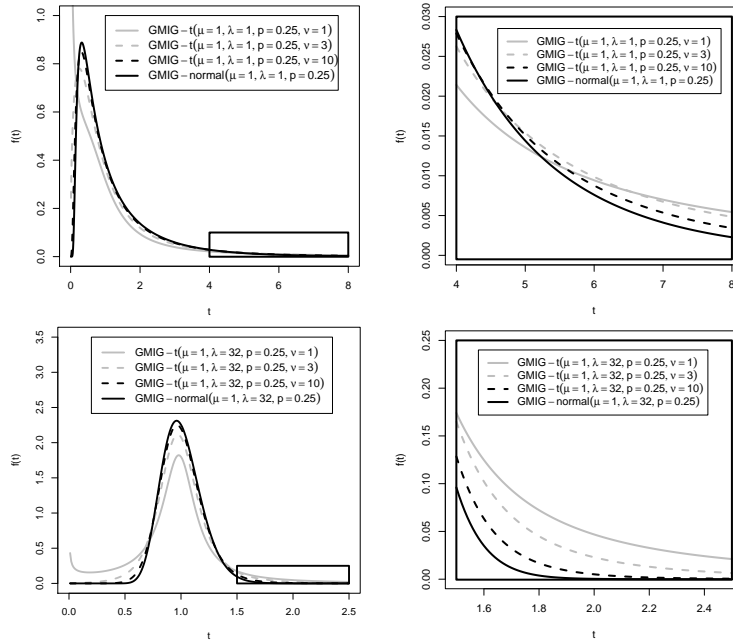 GMIG−t(μ = 1, λ = 1, p = 0.25, ν = 1)
GMIG−t(μ = 1, λ = 1, p = 0.25, ν = 3)
GMIG−t(μ = 1, λ = 1, p = 0.25, ν = 10)
GMIG−normal(μ = 1, λ = 1, p = 0.25)
f(t)
1.0
0.8
0.6
0.4
0.2
0.0
0 2 4 6 8
t
GMIG−t(μ = 1, λ = 1, p = 0.25, ν = 1)
GMIG−t(μ = 1, λ = 1, p = 0.25, ν = 3)
GMIG−t(μ = 1, λ = 1, p = 0.25, ν = 10)
GMIG−normal(μ = 1, λ = 1, p = 0.25)
f(t)
0.030
0.025
0.020
0.015
0.010
0.005
0.000
4 5 6 7 8
t
GMIG−t(μ = 1, λ = 32, p = 0.25, ν = 1)
GMIG−t(μ = 1, λ = 32, p = 0.25, ν = 3)
GMIG−t(μ = 1, λ = 32, p = 0.25, ν = 10)
GMIG−normal(μ = 1, λ = 32, p = 0.25)
f(t)
3.5
3.0
2.5
2.0
1.5
1.0
0.5
0.0
0.0 0.5 1.0 1.5 2.0 2.5
t
GMIG−t(μ = 1, λ = 32, p = 0.25, ν = 1)
GMIG−t(μ = 1, λ = 32, p = 0.25, ν = 3)
GMIG−t(μ = 1, λ = 32, p = 0.25, ν = 10)
GMIG−normal(μ = 1, λ = 32, p = 0.25)
f(t)
0.25
0.20
0.15
0.10
0.05
0.00
1.6 1.8 2.0 2.2 2.4
t